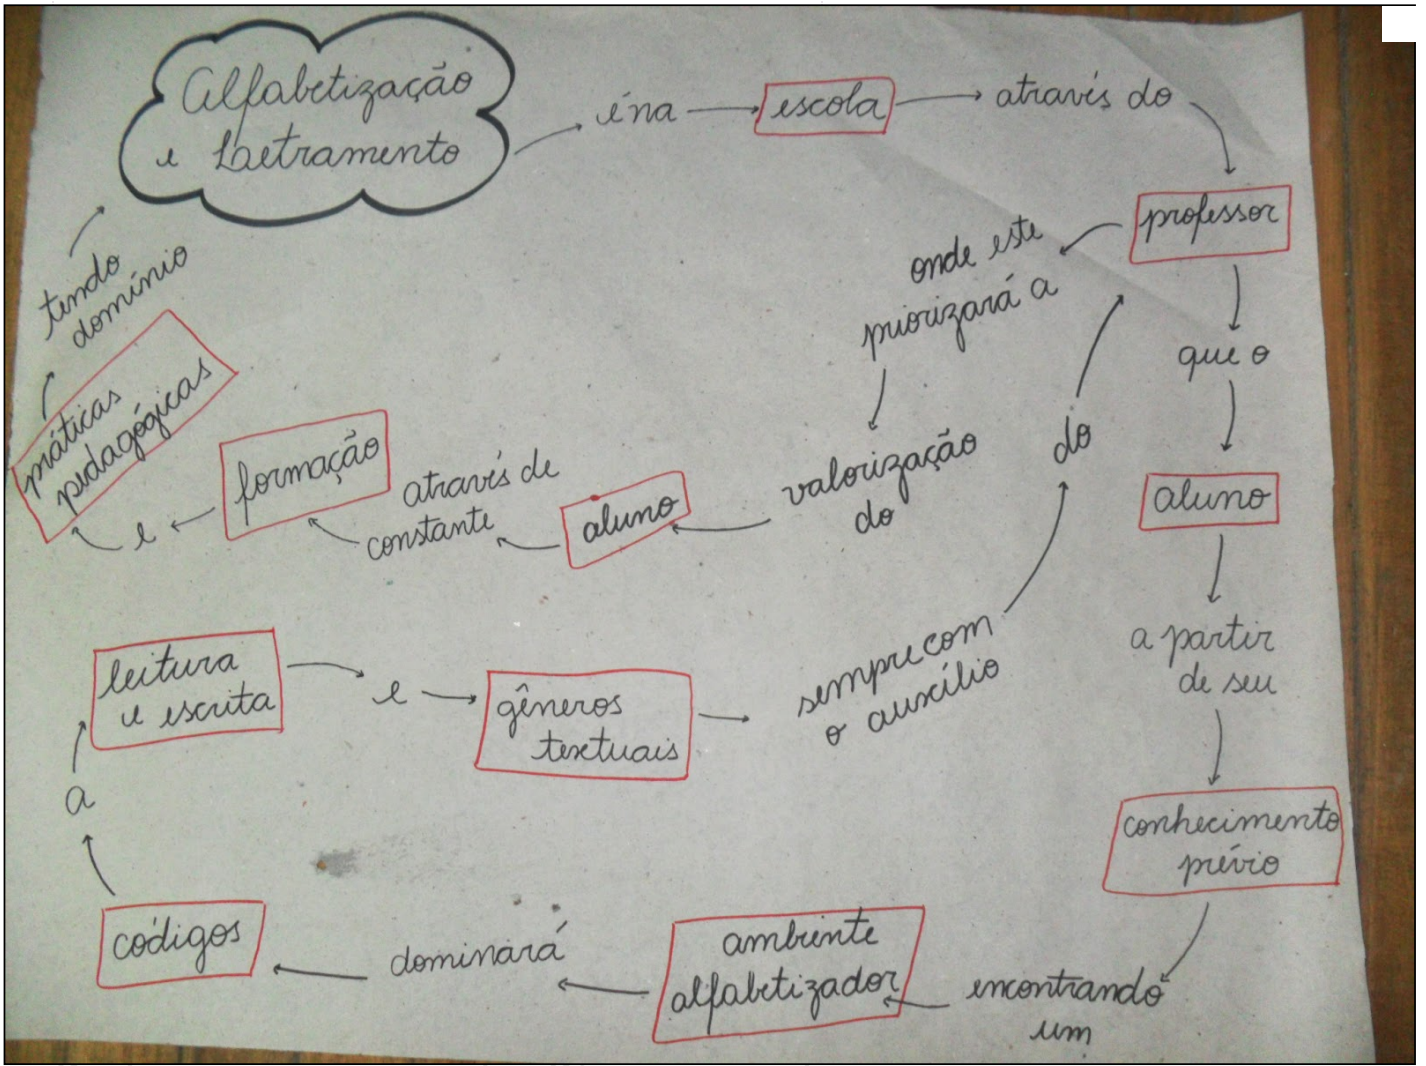 Alfabetização
e Laetramento
é na
escola
através do
professor
que o
aluno
a partir
de seu
conhecimento
prévio
encontrando
um
ambiente
alfabetizador
dominará
códigos
a
leitura
e escrita
e
gêneros
textuais
sempre com
o auxílio
do
onde este
priorizará a
valorização
do
aluno
através de
constante
formação
e
práticas
pedagógicas
tendo
domínio